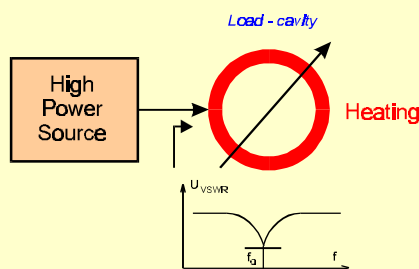 Load - cavity
High
Power
Source
Heating
U VSWR
f0 f